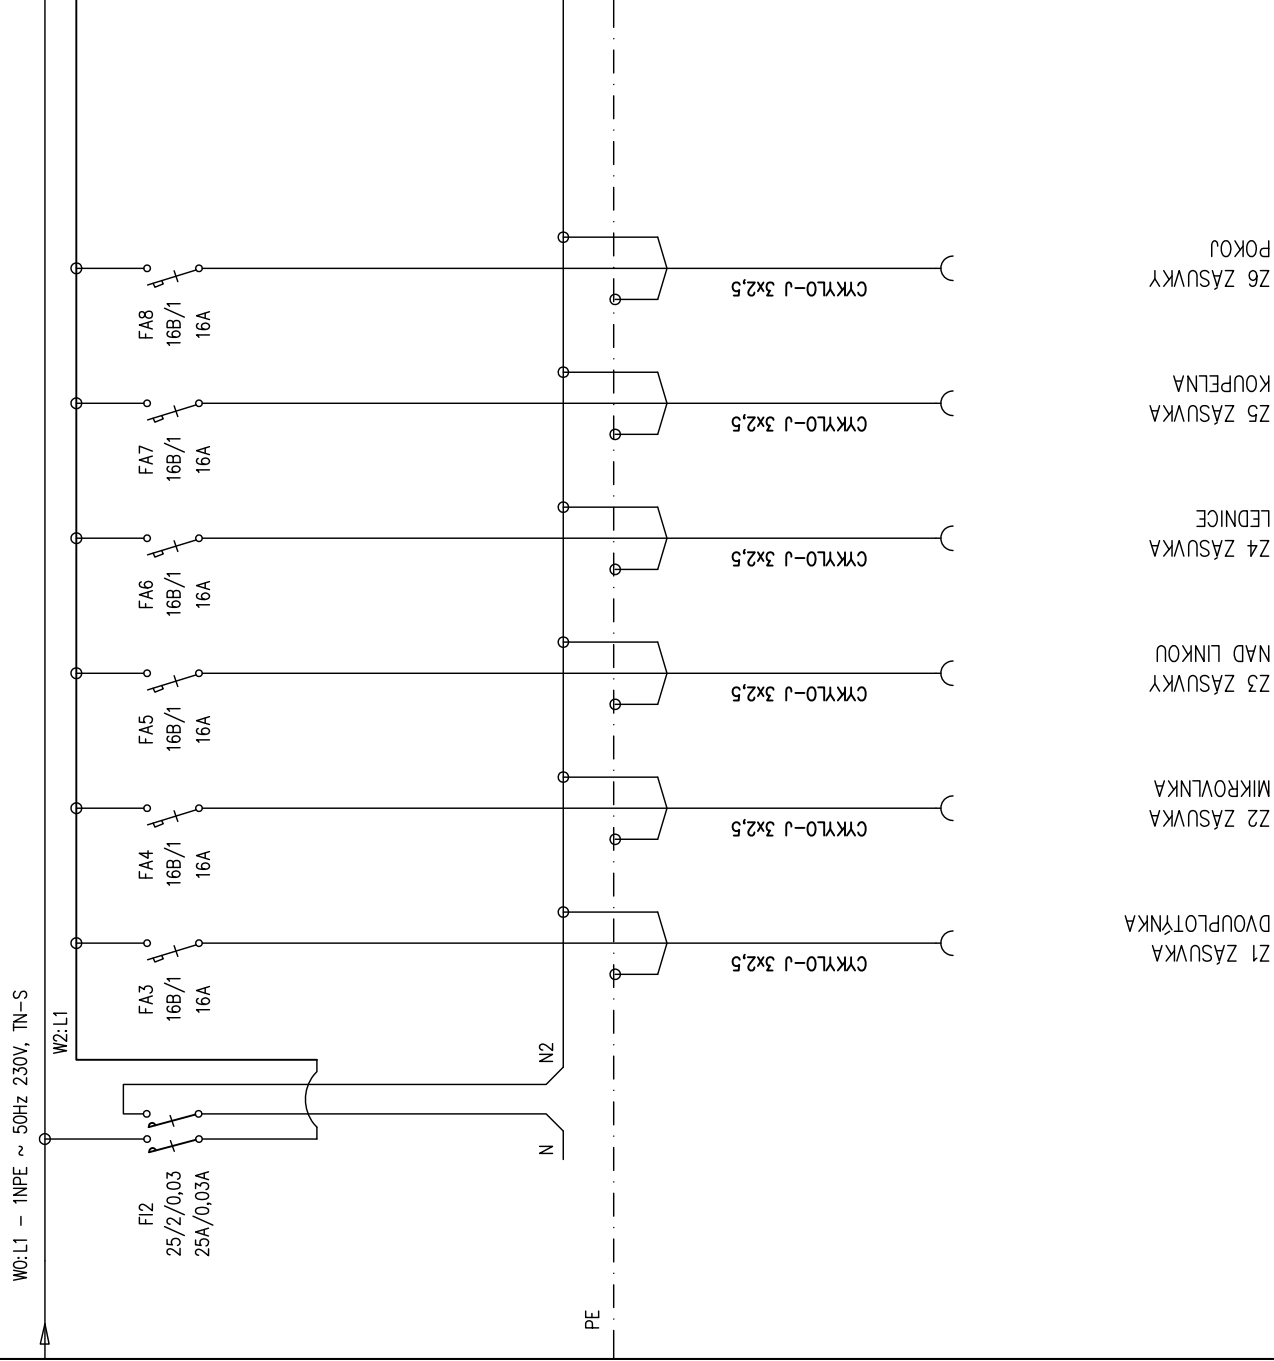 W0:L1 - 1NPE ~ 50Hz 230V, TN-S
W2:L1
FI2
25/2/0,03
25A/0,03A
N
N2
PE
FA3
16B/1
16A
CYKYLO-J 3x2,5
Z1 ZÁSUVKA
DVOUPLOTÝNKA
FA4
16B/1
16A
CYKYLO-J 3x2,5
Z2 ZÁSUVKA
MIKROVLNKA
FA5
16B/1
16A
CYKYLO-J 3x2,5
Z3 ZÁSUVKY
NAD LINKOU
FA6
16B/1
16A
CYKYLO-J 3x2,5
Z4 ZÁSUVKA
LEDNICE
FA7
16B/1
16A
CYKYLO-J 3x2,5
Z5 ZÁSUVKA
KOUPELNA
FA8
16B/1
16A
CYKYLO-J 3x2,5
Z6 ZÁSUVKY
POKOJ